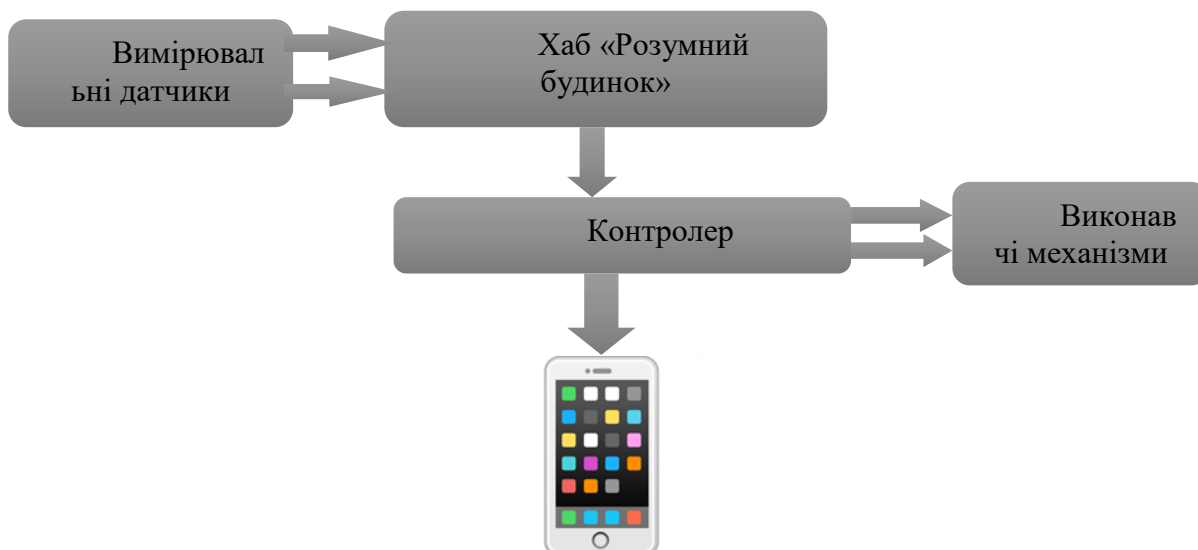 Вимірювал
ьні датчики
Хаб «Розумний
будинок»
Контролер
Виконав
чі механізми